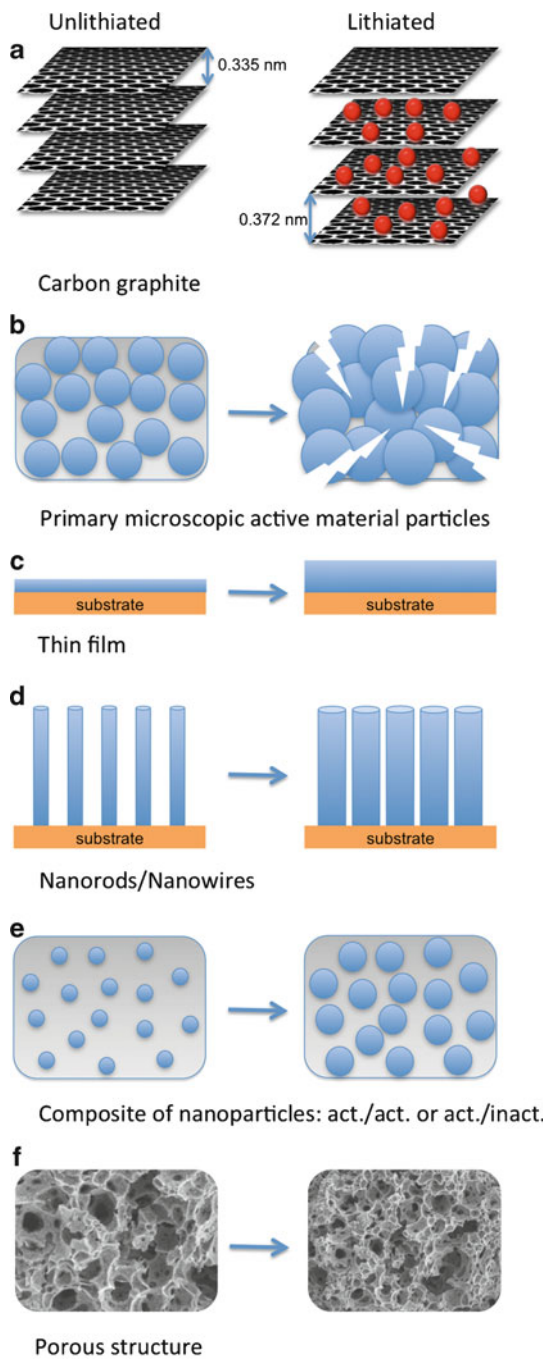 Unlithiated Lithiated
a
0.335 nm
0.372 nm
Carbon graphite
b
Primary microscopic active material particles
c
substrate substrate
Thin film
d
substrate substrate
Nanorods/Nanowires
e
Composite of nanoparticles: act./act. or act./inact.
f
Porous structure